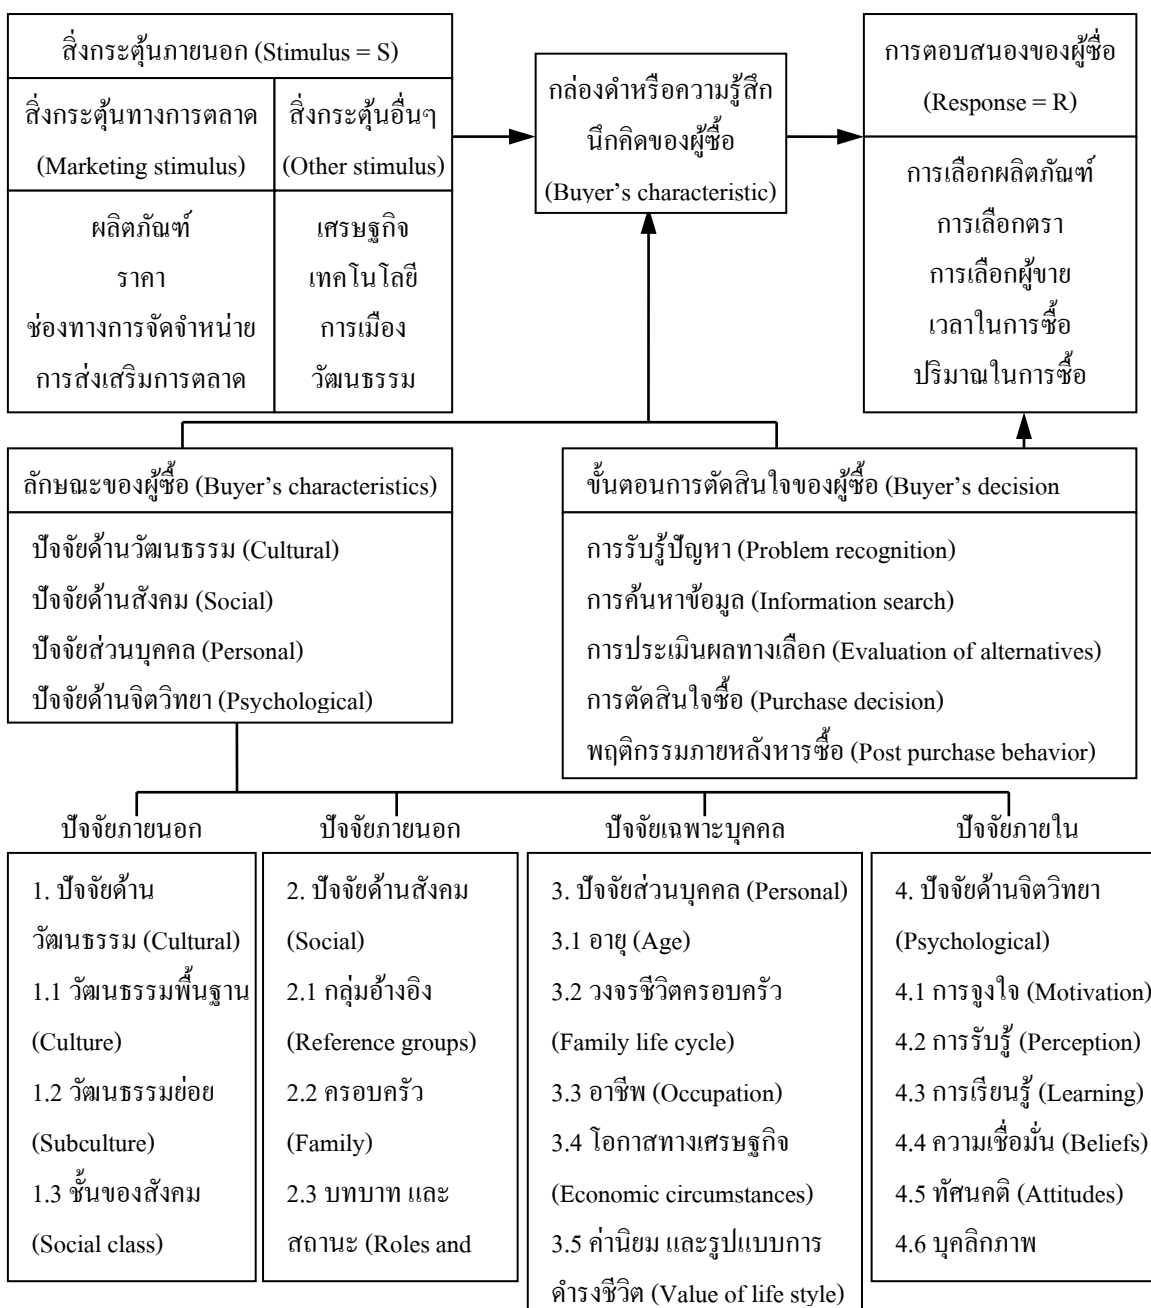 สิ่งกระตุ้นภายนอก (Stimulus = S)
สิ่งกระตุ้นทางการตลาด
(Marketing stimulus)
สิ่งกระตุ้นอื่นๆ
(Other stimulus)
ผลิตภัณฑ์
ราคา
ช่องทางการจัดจำหน่าย
การส่งเสริมการตลาด
เศรษฐกิจ
เทคโนโลยี
การเมือง
วัฒนธรรม
กล่องดำหรือความรู้สึก
นึกคิดของผู้ซื้อ
(Buyer's characteristic)
การตอบสนองของผู้ซื่อ
(Response = R)
การเลือกผลิตภัณฑ์
การเลือกตรา
การเลือกผู้ขาย
เวลาในการซื้อ
ปริมาณในการซื้อ
ลักษณะของผู้ซื้อ (Buyer's characteristics)
ปัจจัยด้านวัฒนธรรม (Cultural)
ปัจจัยด้านสังคม (Social)
ปัจจัยส่วนบุคคล (Personal)
ปัจจัยด้านจิตวิทยา (Psychological)
ขั้นตอนการตัดสินใจของผู้ซื้อ (Buyer's decision
การรับรู้ปัญหา (Problem recognition)
การค้นหาข้อมูล (Information search)
การประเมินผลทางเลือก (Evaluation of alternatives)
การตัดสินใจซื้อ (Purchase decision)
พฤติกรรมภายหลังหารซื้อ (Post purchase behavior)
ปัจจัยภายนอก
1. ปัจจัยด้าน
วัฒนธรรม (Cultural)
1.1 วัฒนธรรมพื้นฐาน
(Culture)
1.2 วัฒนธรรมย่อย
(Subculture)
1.3 ชั้นของสังคม
(Social class)
ปัจจัยภายนอก
2. ปัจจัยด้านสังคม
(Social)
2.1 กลุ่มอ้างอิง
(Reference groups)
2.2 ครอบครัว
(Family)
2.3 บทบาท และ
สถานะ (Roles and
ปัจจัยเฉพาะบุคคล
3. ปัจจัยส่วนบุคคล (Personal)
3.1 อายุ (Age)
3.2 วงจรชีวิตครอบครัว
(Family life cycle)
3.3 อาชีพ (Occupation)
3.4 โอกาสทางเศรษฐกิจ
(Economic circumstances)
3.5 ค่านิยม และรูปแบบการ
ดำรงชีวิต (Value of life style)
ปัจจัยภายใน
4. ปัจจัยด้านจิตวิทยา
(Psychological)
4.1 การจูงใจ (Motivation)
4.2 การรับรู้ (Perception)
4.3 การเรียนรู้ (Learning)
4.4 ความเชื่อมั่น (Beliefs)
4.5 ทัศนคติ (Attitudes)
4.6 บุคลิกภาพ